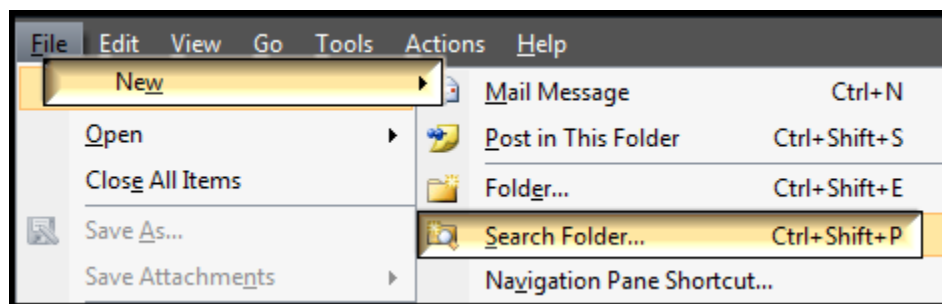 File Edit View Go Tools Actions Help
New
Open
Close All Items
Save As...
Save Attachments
Mail Message Ctrl+N
Post in This Folder Ctrl+Shift+S
Folder... Ctrl+Shift+E
Search Folder... Ctrl+Shift+P
Navigation Pane Shortcut...